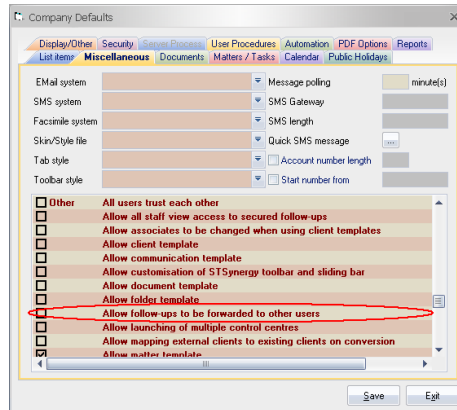 Company Defaults
Display/Other Security Server Process User Procedures Automation PDF Options Reports
List items Miscellaneous Documents Matters / Tasks Calendar Public Holidays
EMail system Message polling minute(s)
SMS system SMS Gateway
Facsimile system SMS length
Skin/Style file Quick SMS message ...
Tab style Account number length
Toolbar style Start number from
Other All users trust each other
Allow all staff view access to secured follow-ups
Allow associates to be changed when using client templates
Allow client template
Allow communication template
Allow customisation of STSynergy toolbar and sliding bar
Allow document template
Allow folder template
Allow follow-ups to be forwarded to other users
Allow launching of multiple control centres
Allow mapping external clients to existing clients on conversion
Allow matter template
Save Exit